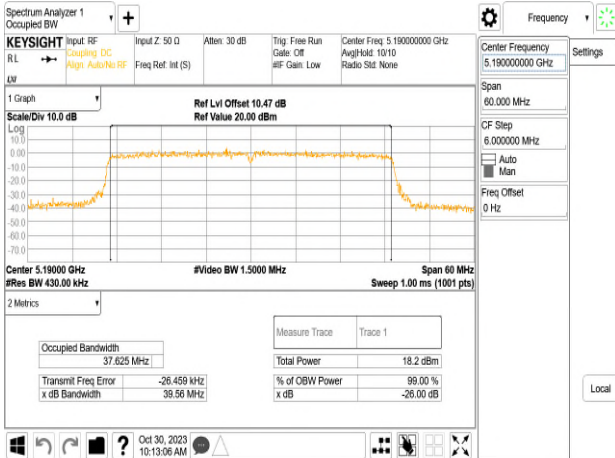 Spectrum Analyzer 1
Occupied BW
+
Frequency
KEYSIGHT
RL
Input: RF
Coupling: DC
Align: Auto/No RF
Input Z: 50 Ω
Freq Ref: Int (S)
Atten: 30 dB
Trig: Free Run
Gate: Off
#IF Gain: Low
Center Freq: 5.190000000 GHz
Avg|Hold: 10/10
Radio Std: None
Center Frequency
5.190000000 GHz
Settings
Span
60.000 MHz
CF Step
6.000000 MHz
Auto
Man
Freq Offset
0 Hz
Local
1 Graph
Scale/Div 10.0 dB
Ref Lvl Offset 10.47 dB
Ref Value 20.00 dBm
Log
10.0
0.00
-10.0
-20.0
-30.0
-40.0
-50.0
-60.0
-70.0
Center 5.19000 GHz
#Res BW 430.00 kHz
#Video BW 1.5000 MHz
Span 60 MHz
Sweep 1.00 ms (1001 pts)
2 Metrics
Measure Trace
Trace 1
Occupied Bandwidth
37.625 MHz
Total Power
18.2 dBm
Transmit Freq Error
-26.459 kHz
% of OBW Power
99.00 %
x dB Bandwidth
39.56 MHz
x dB
-26.00 dB
?
Oct 30, 2023
10:13:06 AM